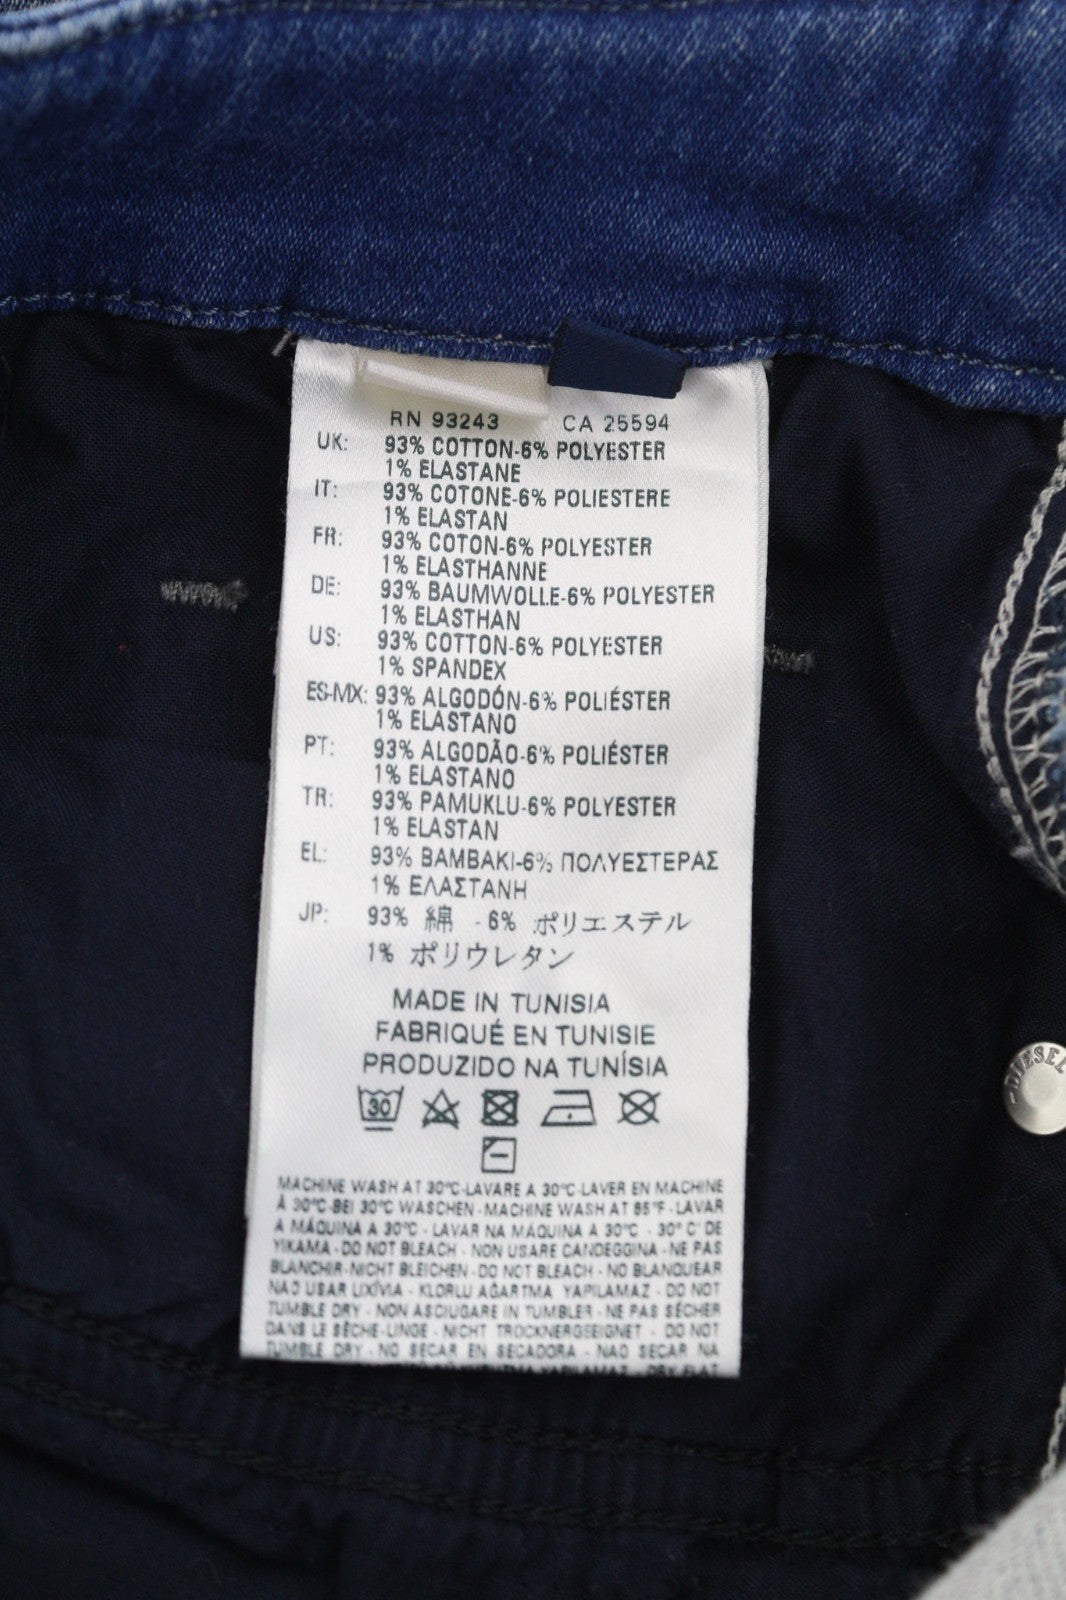 RN 93243 CA 25594
UK: 93% COTTON-6% POLYESTER
1% ELASTANE
IT: 93% COTONE-6% POLIESTERE
1% ELASTAN
FR: 93% COTON-6% POLYESTER
1% ELASTHANNE
DE: 93% BAUMWOLLE-6% POLYESTER
1% ELASTHAN
US: 93% COTTON-6% POLYESTER
1% SPANDEX
ES-MX: 93% ALGODÓN-6% POLIÉSTER
1% ELASTANO
PT: 93% ALGODÃO-6% POLIÉSTER
1% ELASTANO
TR: 93% PAMUKLU-6% POLYESTER
1% ELASTAN
EL: 93% ΒΑΜΒΑΚΙ-6% ΠΟΛΥΕΣΤΕΡΑΣ
1% ΕΛΑΣΤΑΝΗ
JP: 93% 綿 - 6% ポリエステル
1% ポリウレタン
MADE IN TUNISIA
FABRIQUÉ EN TUNISIE
PRODUZIDO NA TUNÍSIA
30
MACHINE WASH AT 30°C-LAVARE A 30°C-LAVER EN MACHINE
À 30°C-BEI 30°C WASCHEN-MACHINE WASH AT 85°F-LAVAR
A MÁQUINA A 30°C - LAVAR NA MÁQUINA A 30°C - 30°C'DE
YIKAMA-DO NOT BLEACH - NON USARE CANDEGGINA-NE PAS
BLANCHIR-NICHT BLEICHEN-DO NOT BLEACH - NO BLANQUEAR
NAO USAR LIXÍVIA - KLORLU AĞARTMA YAPILAMAZ - DO NOT
TUMBLE DRY - NON ASCIUGARE IN TUMBLER - NE PAS SÉCHER
DANS LE SÈCHE-LINGE - NICHT TROCKNERGEEIGNET - DO NOT
TUMBLE DRY-NO SECAR EN SECADORA - NAO SECAR NA
YAPILAMAZ - DRY FLAT
DIESEL